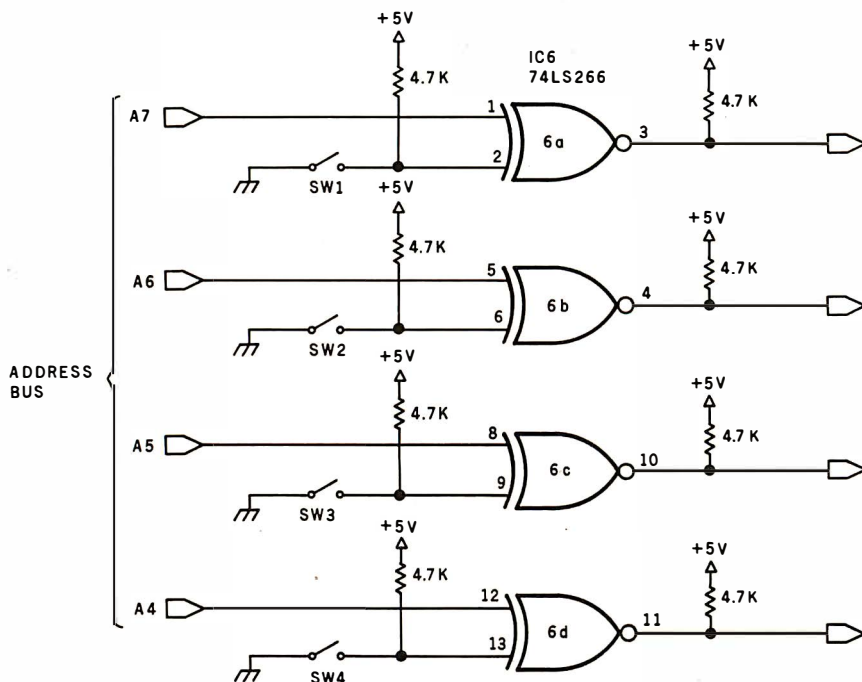 +5V
4.7K
IC6
74LS266
+5V
4.7K
A7
1
2
6a
3
SW1
+5V
4.7K
+5V
4.7K
A6
5
6
6b
4
SW2
ADDRESS
BUS
+5V
4.7K
+5V
4.7K
A5
8
9
6c
10
SW3
+5V
4.7K
+5V
4.7K
A4
12
13
6d
11
SW4